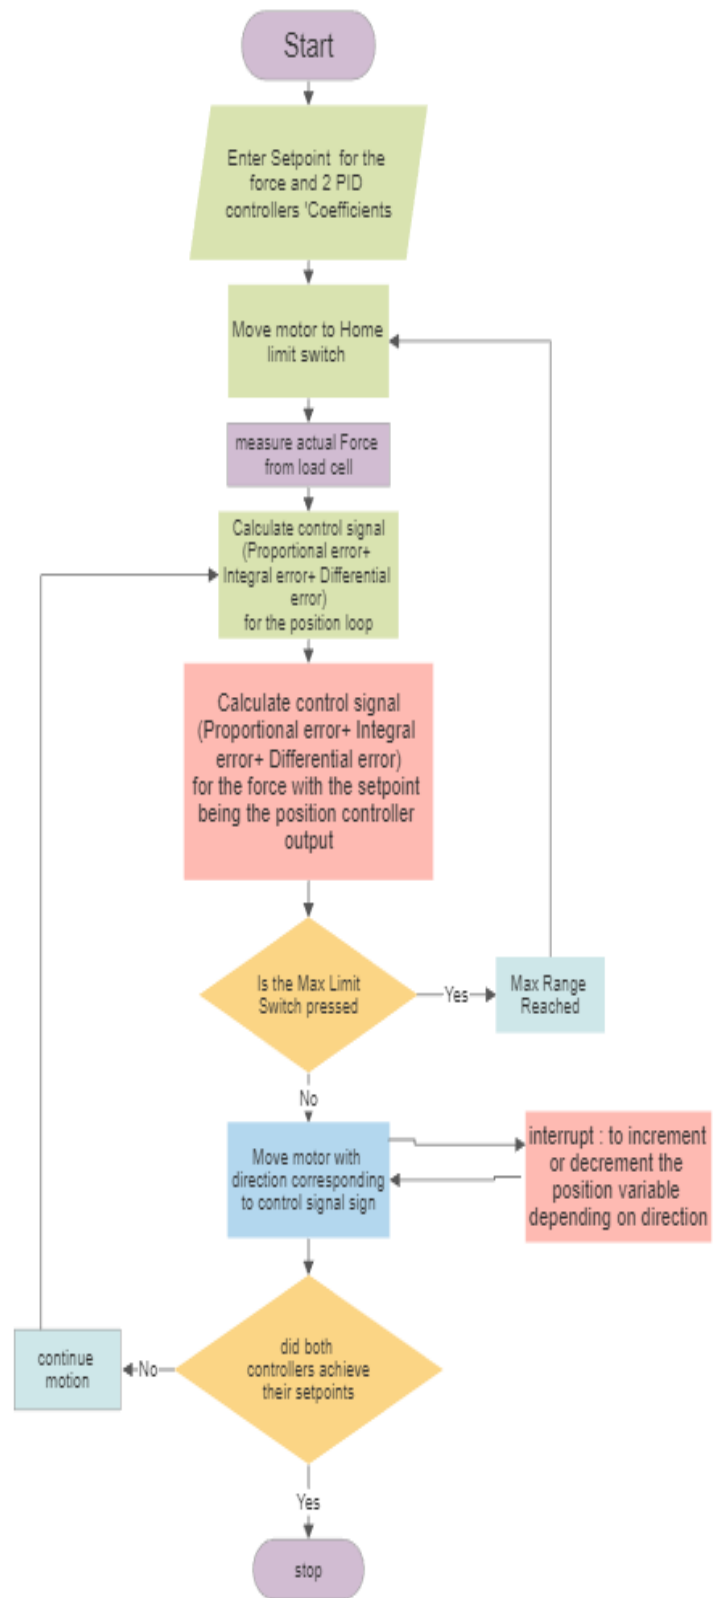 Start
Enter Setpoint for the
force and 2 PID
controllers 'Coefficients
Move motor to Home
limit switch
measure actual Force
from load cell
Calculate control signal
(Proportional error+
Integral error+ Differential
error)
for the position loop
Calculate control signal
(Proportional error+ Integral
error+ Differential error)
for the force with the setpoint
being the position controller
output
Is the Max Limit
Switch pressed
Yes
Max Range
Reached
No
Move motor with
direction corresponding
to control signal sign
interrupt : to increment
or decrement the
position variable
depending on direction
did both
controllers achieve
their setpoints
No
continue
motion
Yes
stop